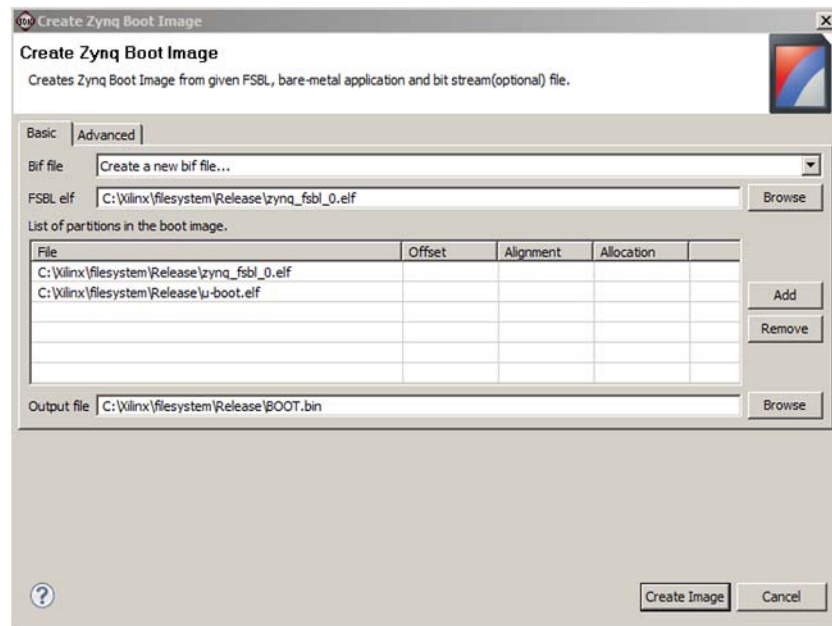 Create Zynq Boot Image
Create Zynq Boot Image
Creates Zynq Boot Image from given FSBL, bare-metal application and bit stream(optional) file.
Basic Advanced
Bif file Create a new bif file...
FSBL elf C:\Xilinx\filesystem\Release\zynq_fsbl_0.elf Browse
List of partitions in the boot image.
File Offset Alignment Allocation
C:\Xilinx\filesystem\Release\zynq_fsbl_0.elf
C:\Xilinx\filesystem\Release\μ-boot.elf
Add
Remove
Output file C:\Xilinx\filesystem\Release\BOOT.bin Browse
? Create Image Cancel